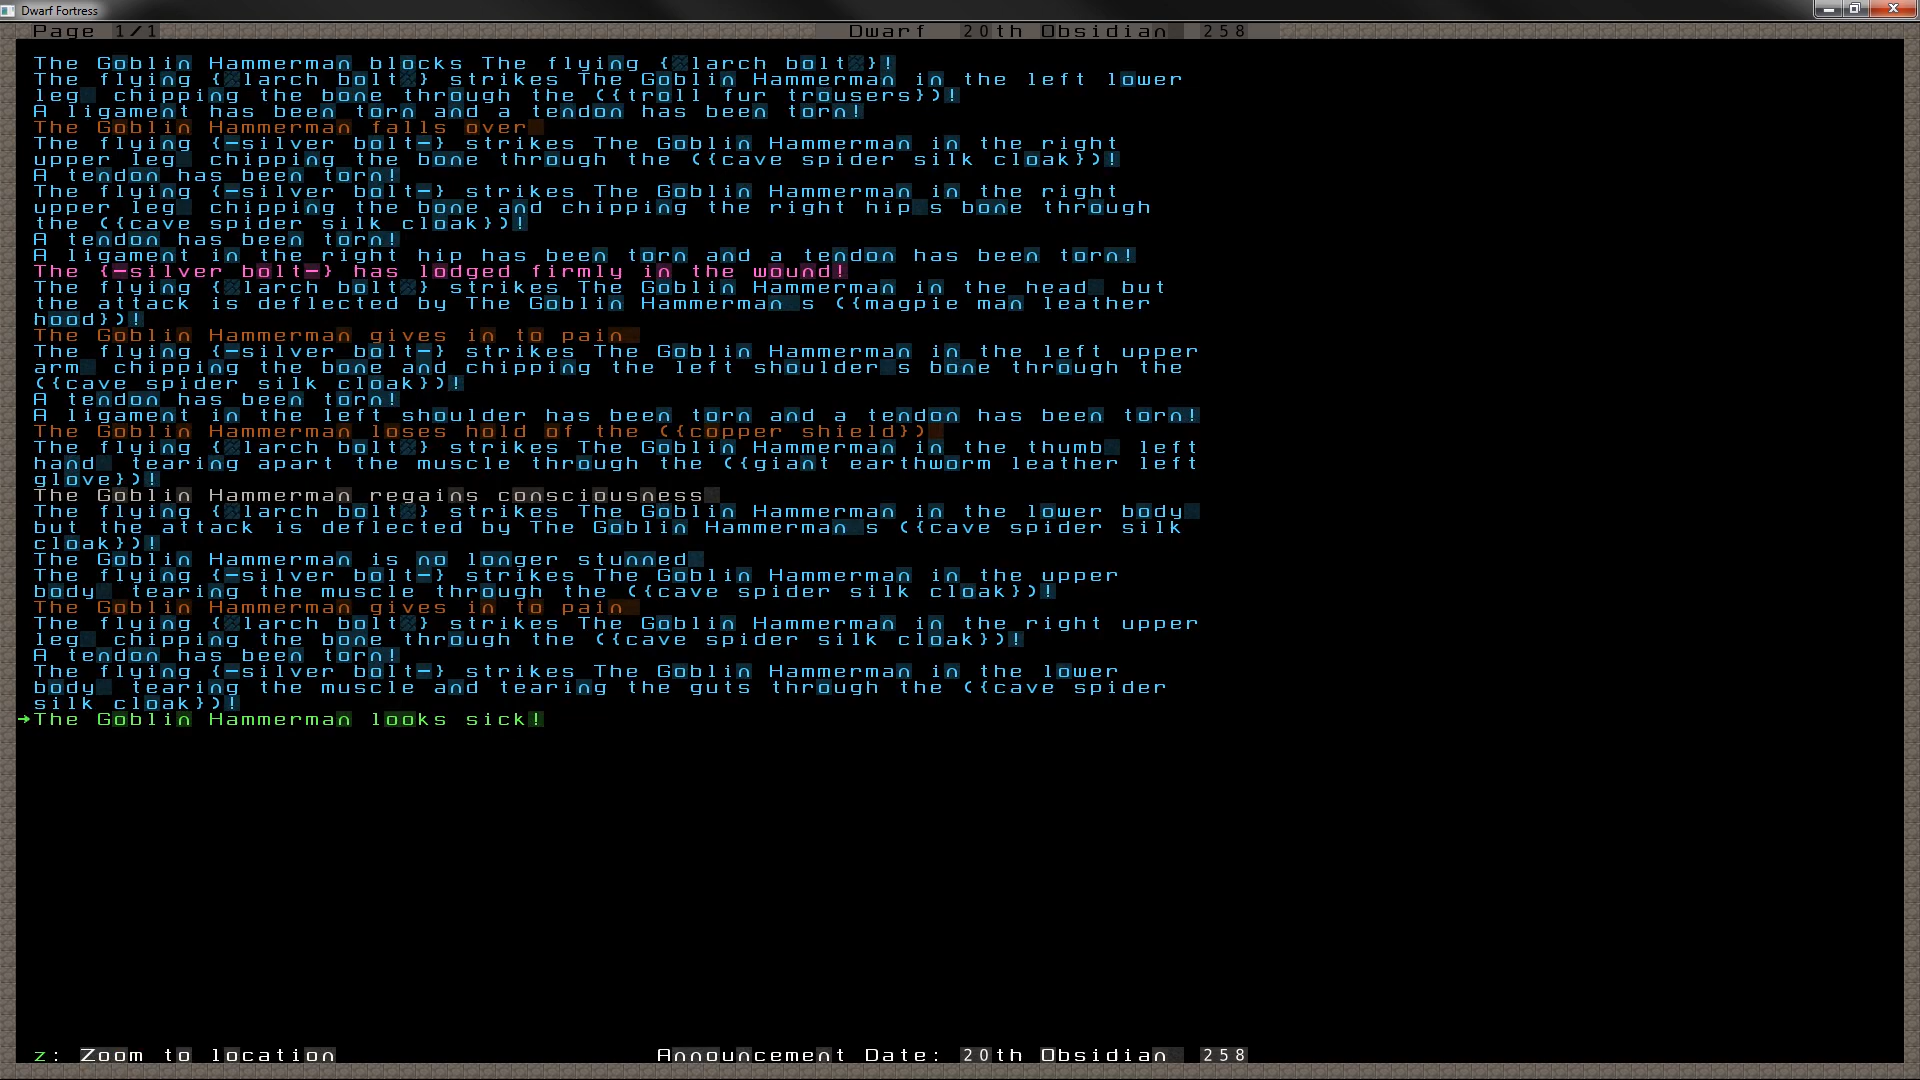 Dwarf Fortress
Page 1/1 Dwarf 20th Obsidian 258
The Goblin Hammerman blocks The flying { larch bolt }!
The flying { larch bolt } strikes The Goblin Hammerman in the left lower
leg chipping the bone through the ({troll fur trousers})!
A ligament has been torn and a tendon has been torn!
The Goblin Hammerman falls over
The flying {-silver bolt-} strikes The Goblin Hammerman in the right
upper leg chipping the bone through the ({cave spider silk cloak})!
A tendon has been torn!
The flying {-silver bolt-} strikes The Goblin Hammerman in the right
upper leg chipping the bone and chipping the right hip s bone through
the ({cave spider silk cloak})!
A tendon has been torn!
A ligament in the right hip has been torn and a tendon has been torn!
The {-silver bolt-} has lodged firmly in the wound!
The flying { larch bolt } strikes The Goblin Hammerman in the head but
the attack is deflected by The Goblin Hammerman s ({magpie man leather
hood})!
The Goblin Hammerman gives in to pain
The flying {-silver bolt-} strikes The Goblin Hammerman in the left upper
arm chipping the bone and chipping the left shoulder s bone through the
({cave spider silk cloak})!
A tendon has been torn!
A ligament in the left shoulder has been torn and a tendon has been torn!
The Goblin Hammerman loses hold of the ({copper shield})
The flying { larch bolt } strikes The Goblin Hammerman in the thumb left
hand tearing apart the muscle through the ({giant earthworm leather left
glove})!
The Goblin Hammerman regains consciousness
The flying { larch bolt } strikes The Goblin Hammerman in the lower body
but the attack is deflected by The Goblin Hammerman s ({cave spider silk
cloak})!
The Goblin Hammerman is no longer stunned
The flying {-silver bolt-} strikes The Goblin Hammerman in the upper
body tearing the muscle through the ({cave spider silk cloak})!
The Goblin Hammerman gives in to pain
The flying { larch bolt } strikes The Goblin Hammerman in the right upper
leg chipping the bone through the ({cave spider silk cloak})!
A tendon has been torn!
The flying {-silver bolt-} strikes The Goblin Hammerman in the lower
body tearing the muscle and tearing the guts through the ({cave spider
silk cloak})!
→The Goblin Hammerman looks sick!
z: Zoom to location Announcement Date: 20th Obsidian 258